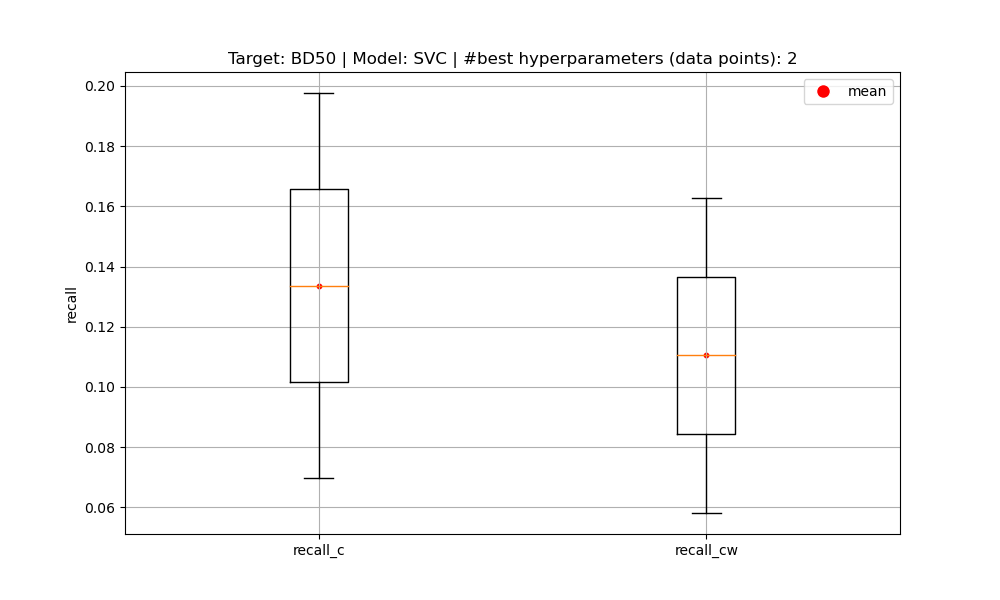 Target: BD50 | Model: SVC | #best hyperparameters (data points): 2
mean
0.20
0.18
0.16
0.14
0.12
0.10
0.08
0.06
recall
recall_c
recall_cw